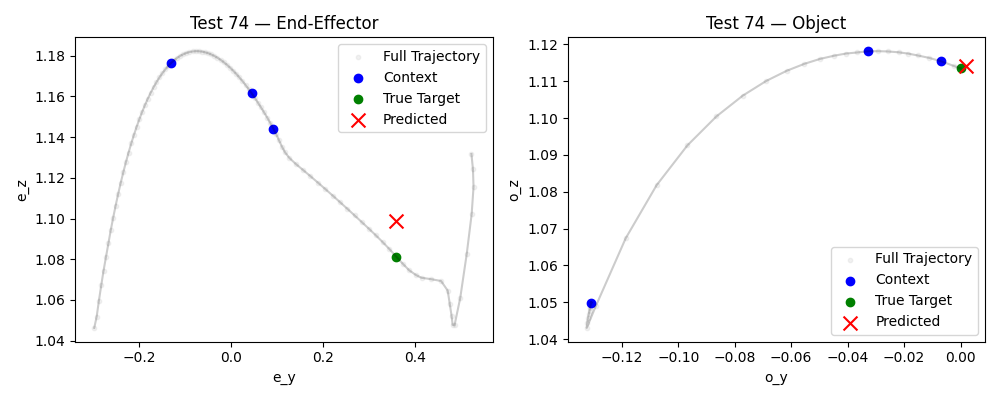 Test 74 — End-Effector
e_z
1.18
1.16
1.14
1.12
1.10
1.08
1.06
1.04
−0.2
0.0
0.2
0.4
e_y
Full Trajectory
Context
True Target
Predicted
Test 74 — Object
o_z
1.12
1.11
1.10
1.09
1.08
1.07
1.06
1.05
1.04
−0.12
−0.10
−0.08
−0.06
−0.04
−0.02
0.00
o_y
Full Trajectory
Context
True Target
Predicted